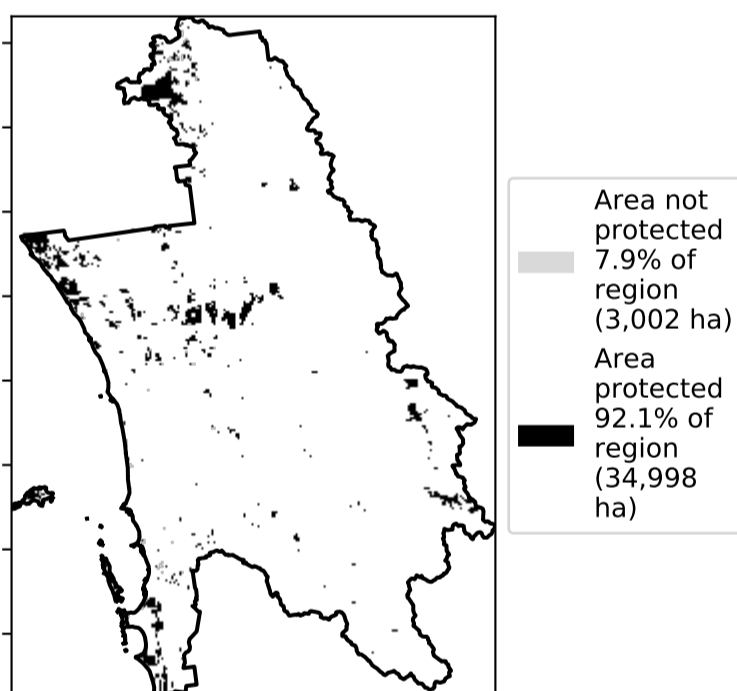 Area not
protected
7.9% of
region
(3,002 ha)
Area
protected
92.1% of
region
(34,998
ha)